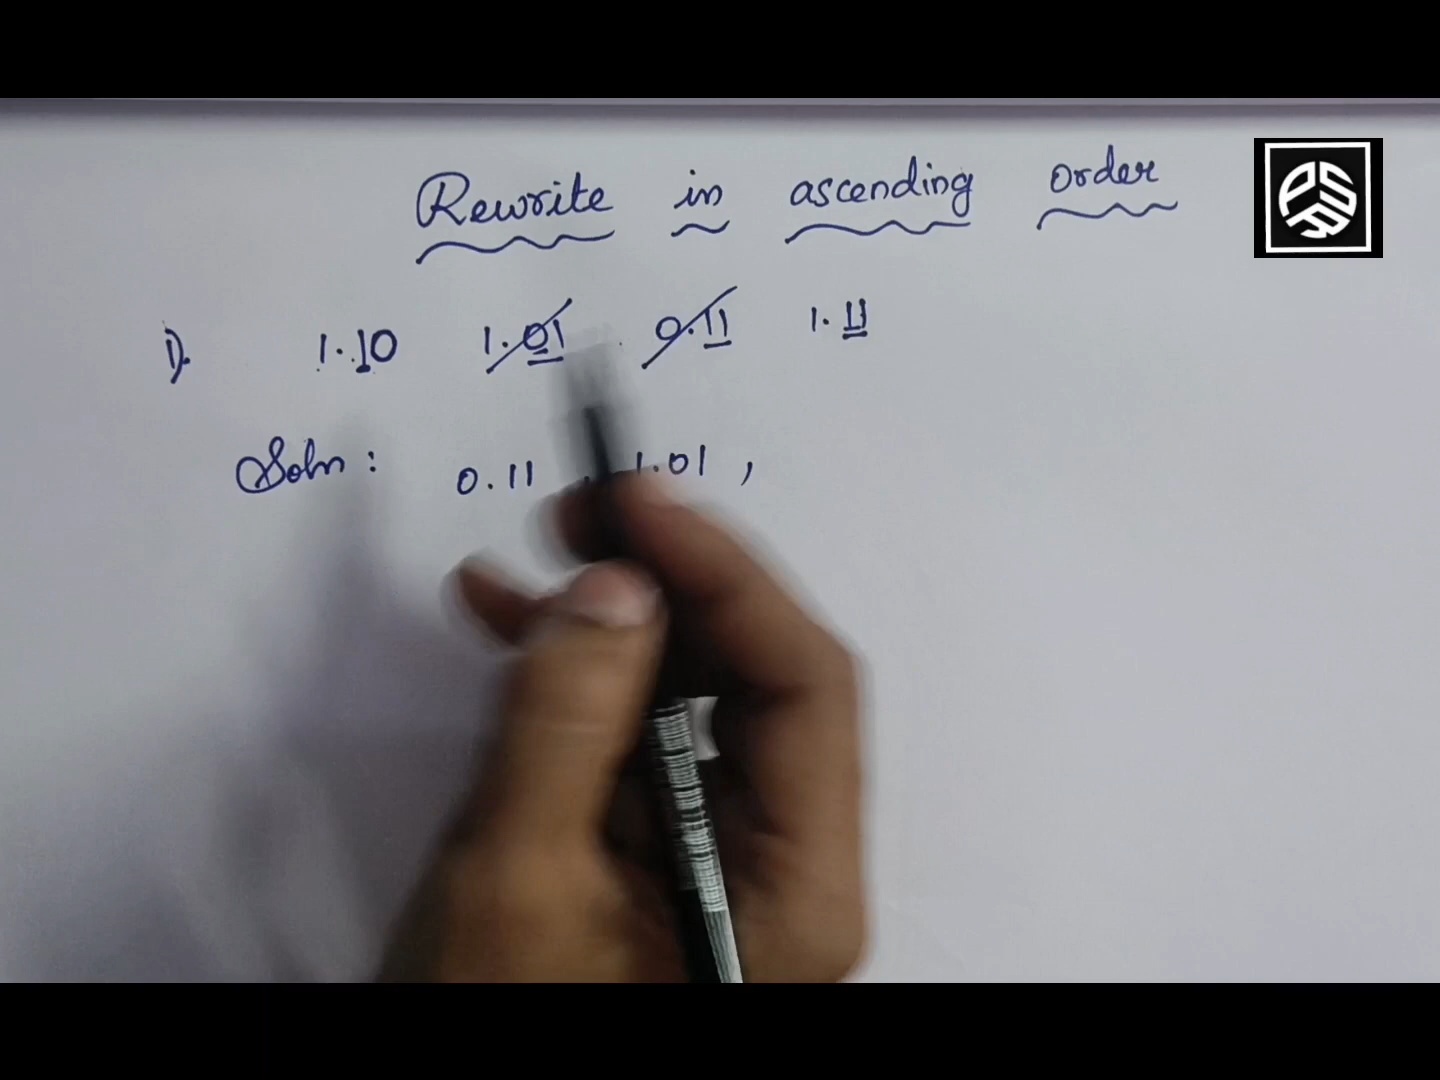 Rewrite in ascending order
1). 1.10 1.01 0.11 1.11
Soln : 0.11 , 1.01 ,